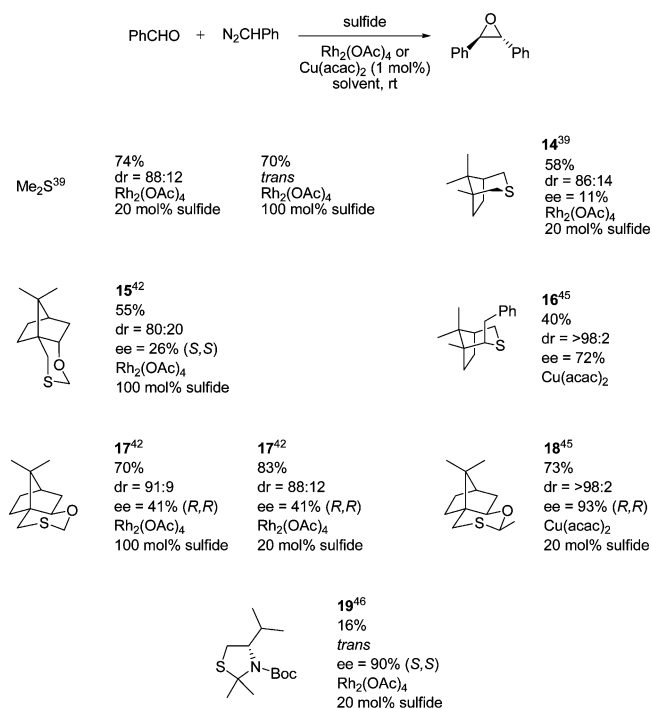 PhCHO + N₂CHPh
sulfide
Rh₂(OAc)₄ or
Cu(acac)₂ (1 mol%)
solvent, rt
O
Ph Ph
Me₂S³⁹
74%
dr = 88:12
Rh₂(OAc)₄
20 mol% sulfide
70%
trans
Rh₂(OAc)₄
100 mol% sulfide
S
14³⁹
58%
dr = 86:14
ee = 11%
Rh₂(OAc)₄
20 mol% sulfide
O
S
15⁴²
55%
dr = 80:20
ee = 26% (S,S)
Rh₂(OAc)₄
100 mol% sulfide
Ph
S
16⁴⁵
40%
dr = >98:2
ee = 72%
Cu(acac)₂
O
S
17⁴²
70%
dr = 91:9
ee = 41% (R,R)
Rh₂(OAc)₄
100 mol% sulfide
17⁴²
83%
dr = 88:12
ee = 41% (R,R)
Rh₂(OAc)₄
20 mol% sulfide
O
S
18⁴⁵
73%
dr = >98:2
ee = 93% (R,R)
Cu(acac)₂
20 mol% sulfide
S
N Boc
19⁴⁶
16%
trans
ee = 90% (S,S)
Rh₂(OAc)₄
20 mol% sulfide